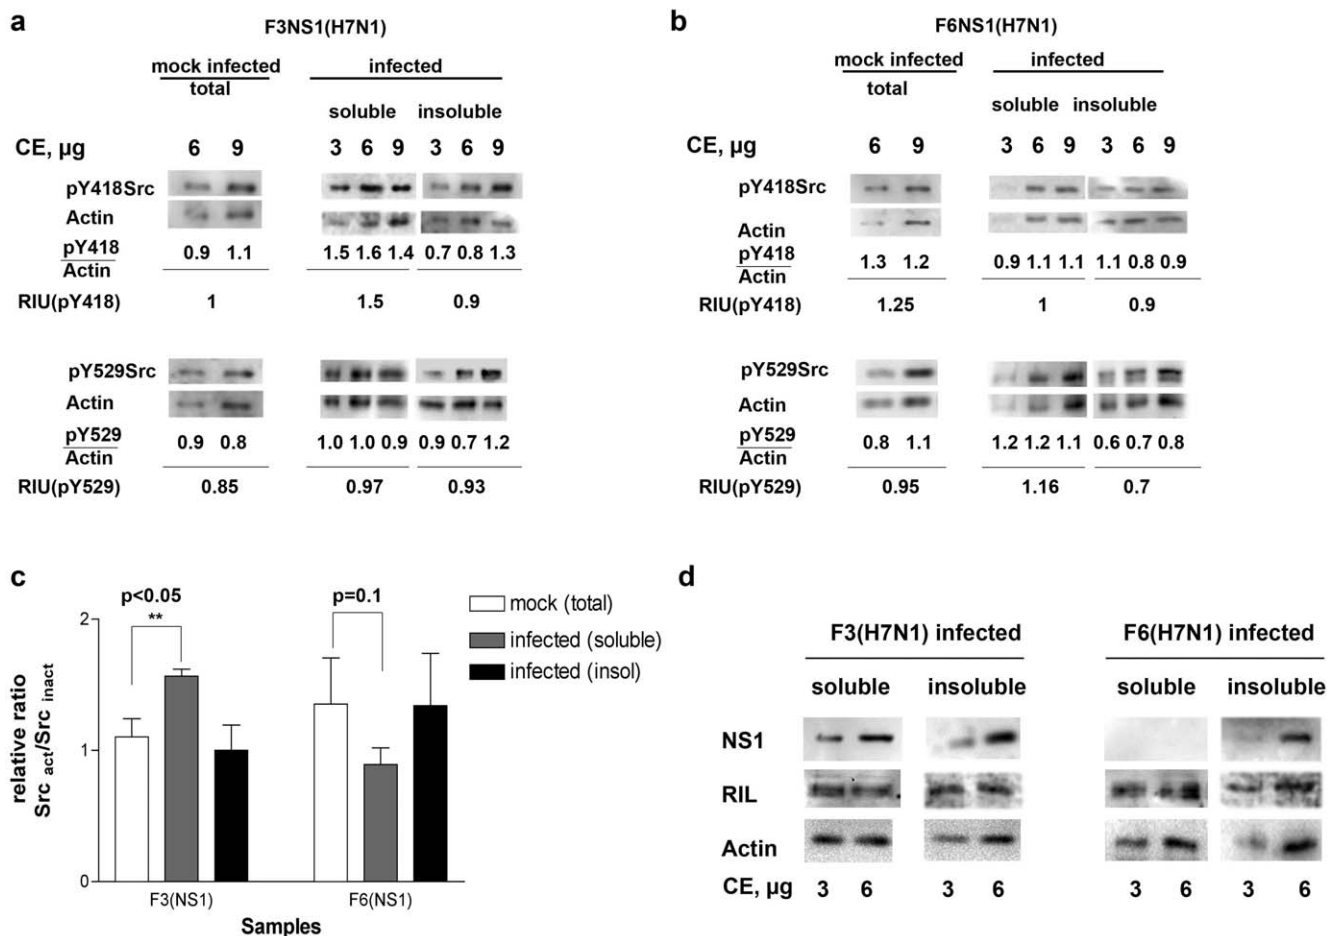 a
F3NS1(H7N1)
mock infected infected
total
soluble insoluble
CE, µg 6 9 3 6 9 3 6 9
pY418Src
Actin
pY418
Actin
0.9 1.1 1.5 1.6 1.4 0.7 0.8 1.3
RIU(pY418) 1 1.5 0.9
pY529Src
Actin
pY529
Actin
0.9 0.8 1.0 1.0 0.9 0.9 0.7 1.2
RIU(pY529) 0.85 0.97 0.93
b
F6NS1(H7N1)
mock infected infected
total
soluble insoluble
CE, µg 6 9 3 6 9 3 6 9
pY418Src
Actin
pY418
Actin
1.3 1.2 0.9 1.1 1.1 1.1 0.8 0.9
RIU(pY418) 1.25 1 0.9
pY529Src
Actin
pY529
Actin
0.8 1.1 1.2 1.2 1.1 0.6 0.7 0.8
RIU(pY529) 0.95 1.16 0.7
c
p<0.05 p=0.1
**
mock (total)
infected (soluble)
infected (insol)
2
1
0
relative ratio
Src act/Src inact
F3(NS1) F6(NS1)
Samples
d
F3(H7N1) infected F6(H7N1) infected
soluble insoluble soluble insoluble
NS1
RIL
Actin
CE, µg 3 6 3 6 3 6 3 6